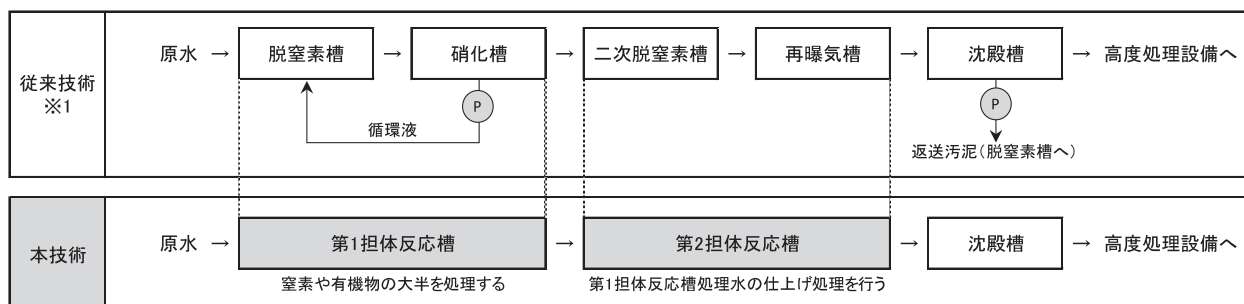 従来技術
※1
原水 → 脱窒素槽 → 硝化槽 → 二次脱窒素槽 → 再曝気槽 → 沈殿槽 → 高度処理設備へ
P
P
循環液
返送汚泥(脱窒素槽へ)
本技術
原水 → 第1担体反応槽 → 第2担体反応槽 → 沈殿槽 → 高度処理設備へ
窒素や有機物の大半を処理する
第1担体反応槽処理水の仕上げ処理を行う